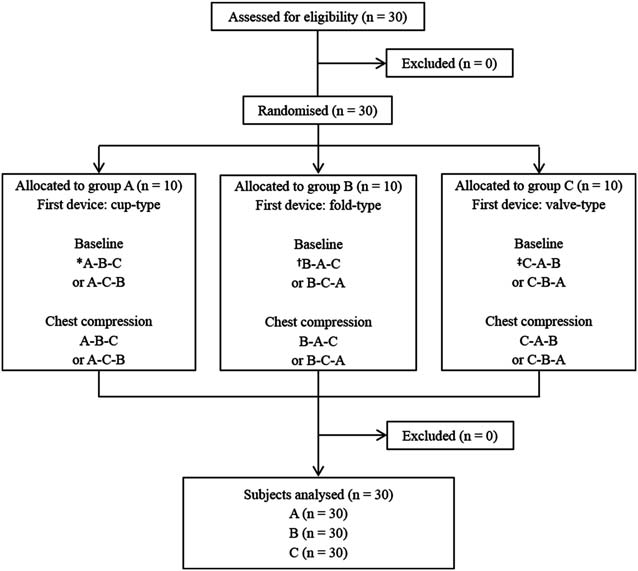 Assessed for eligibility (n = 30)
Excluded (n = 0)
Randomised (n = 30)
Allocated to group A (n = 10)
First device: cup-type
Baseline
*A-B-C
or A-C-B
Chest compression
A-B-C
or A-C-B
Allocated to group B (n = 10)
First device: fold-type
Baseline
†B-A-C
or B-C-A
Chest compression
B-A-C
or B-C-A
Allocated to group C (n = 10)
First device: valve-type
Baseline
‡C-A-B
or C-B-A
Chest compression
C-A-B
or C-B-A
Excluded (n = 0)
Subjects analysed (n = 30)
A (n = 30)
B (n = 30)
C (n = 30)